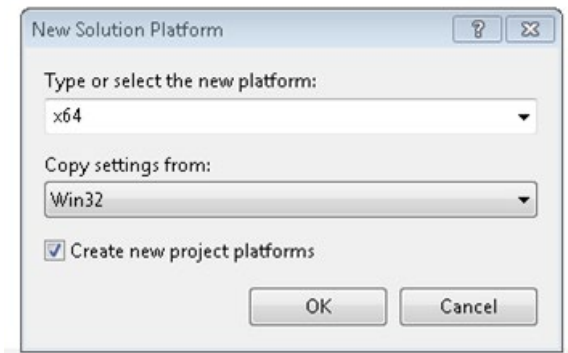 New Solution Platform
Type or select the new platform:
x64
Copy settings from:
Win32
Create new project platforms
OK
Cancel